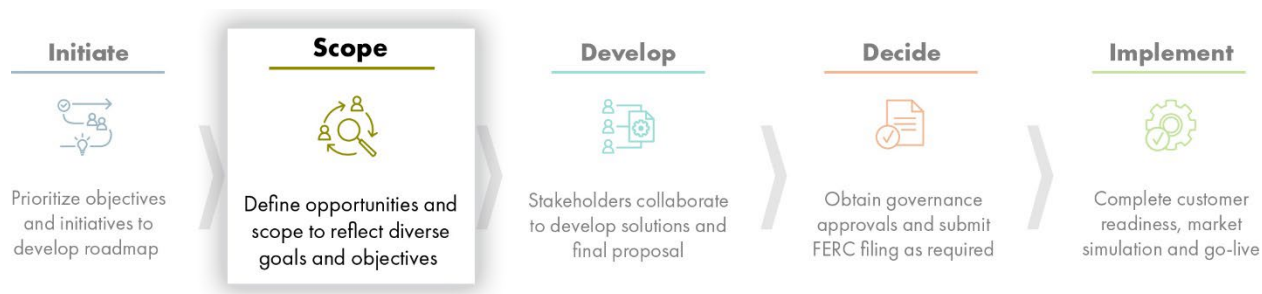 Initiate
Prioritize objectives
and initiatives to
develop roadmap
Scope
Define opportunities and
scope to reflect diverse
goals and objectives
Develop
Stakeholders collaborate
to develop solutions and
final proposal
Decide
Obtain governance
approvals and submit
FERC filing as required
Implement
Complete customer
readiness, market
simulation and go-live